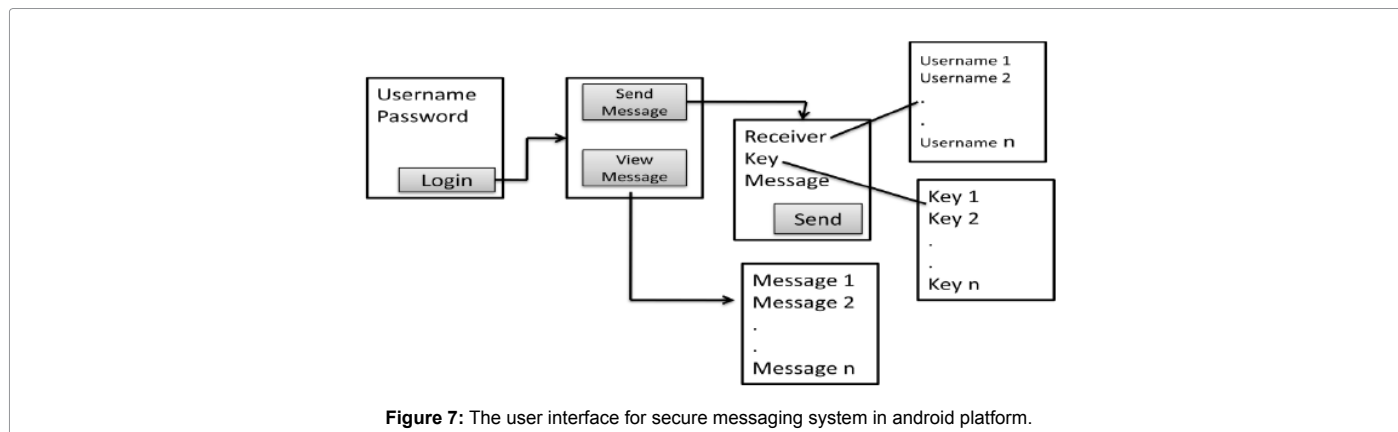 Username
Password
Login
Send
Message
View
Message
Receiver
Key
Message
Send
Username 1
Username 2
.
.
Username n
Key 1
Key 2
.
.
Key n
Message 1
Message 2
.
.
Message n
Figure 7: The user interface for secure messaging system in android platform.